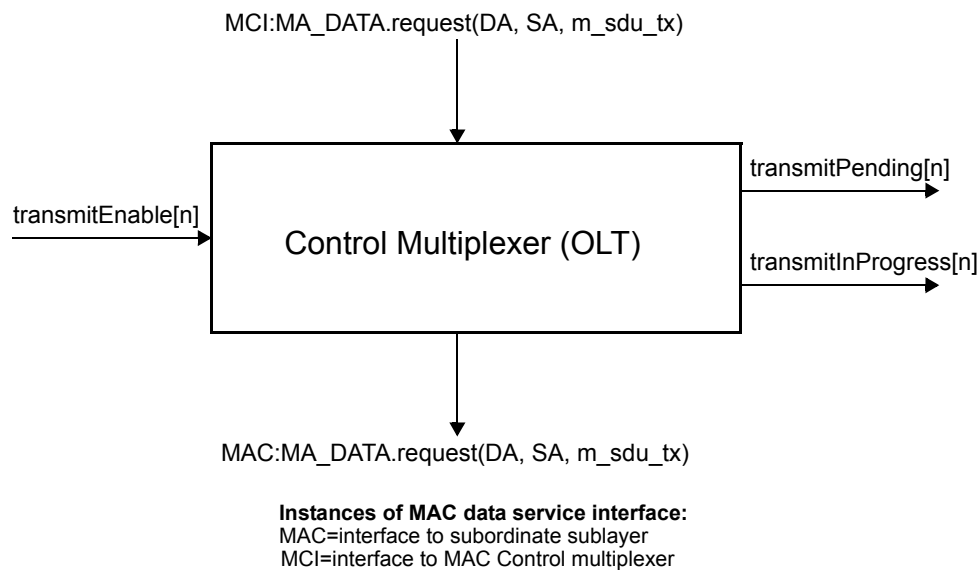 MCI:MA_DATA.request(DA, SA, m_sdu_tx)
transmitPending[n]
transmitEnable[n]
Control Multiplexer (OLT)
transmitInProgress[n]
MAC:MA_DATA.request(DA, SA, m_sdu_tx)
Instances of MAC data service interface:
MAC=interface to subordinate sublayer
MCI=interface to MAC Control multiplexer